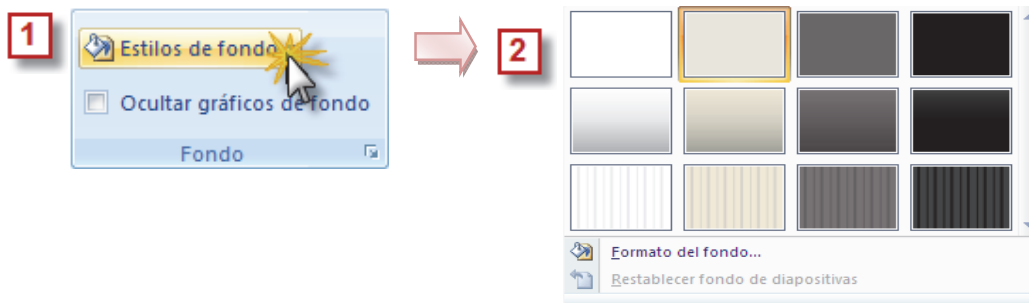 1
Estilos de fondo
Ocultar gráficos de fondo
Fondo
2
Formato del fondo...
Restablecer fondo de diapositivas